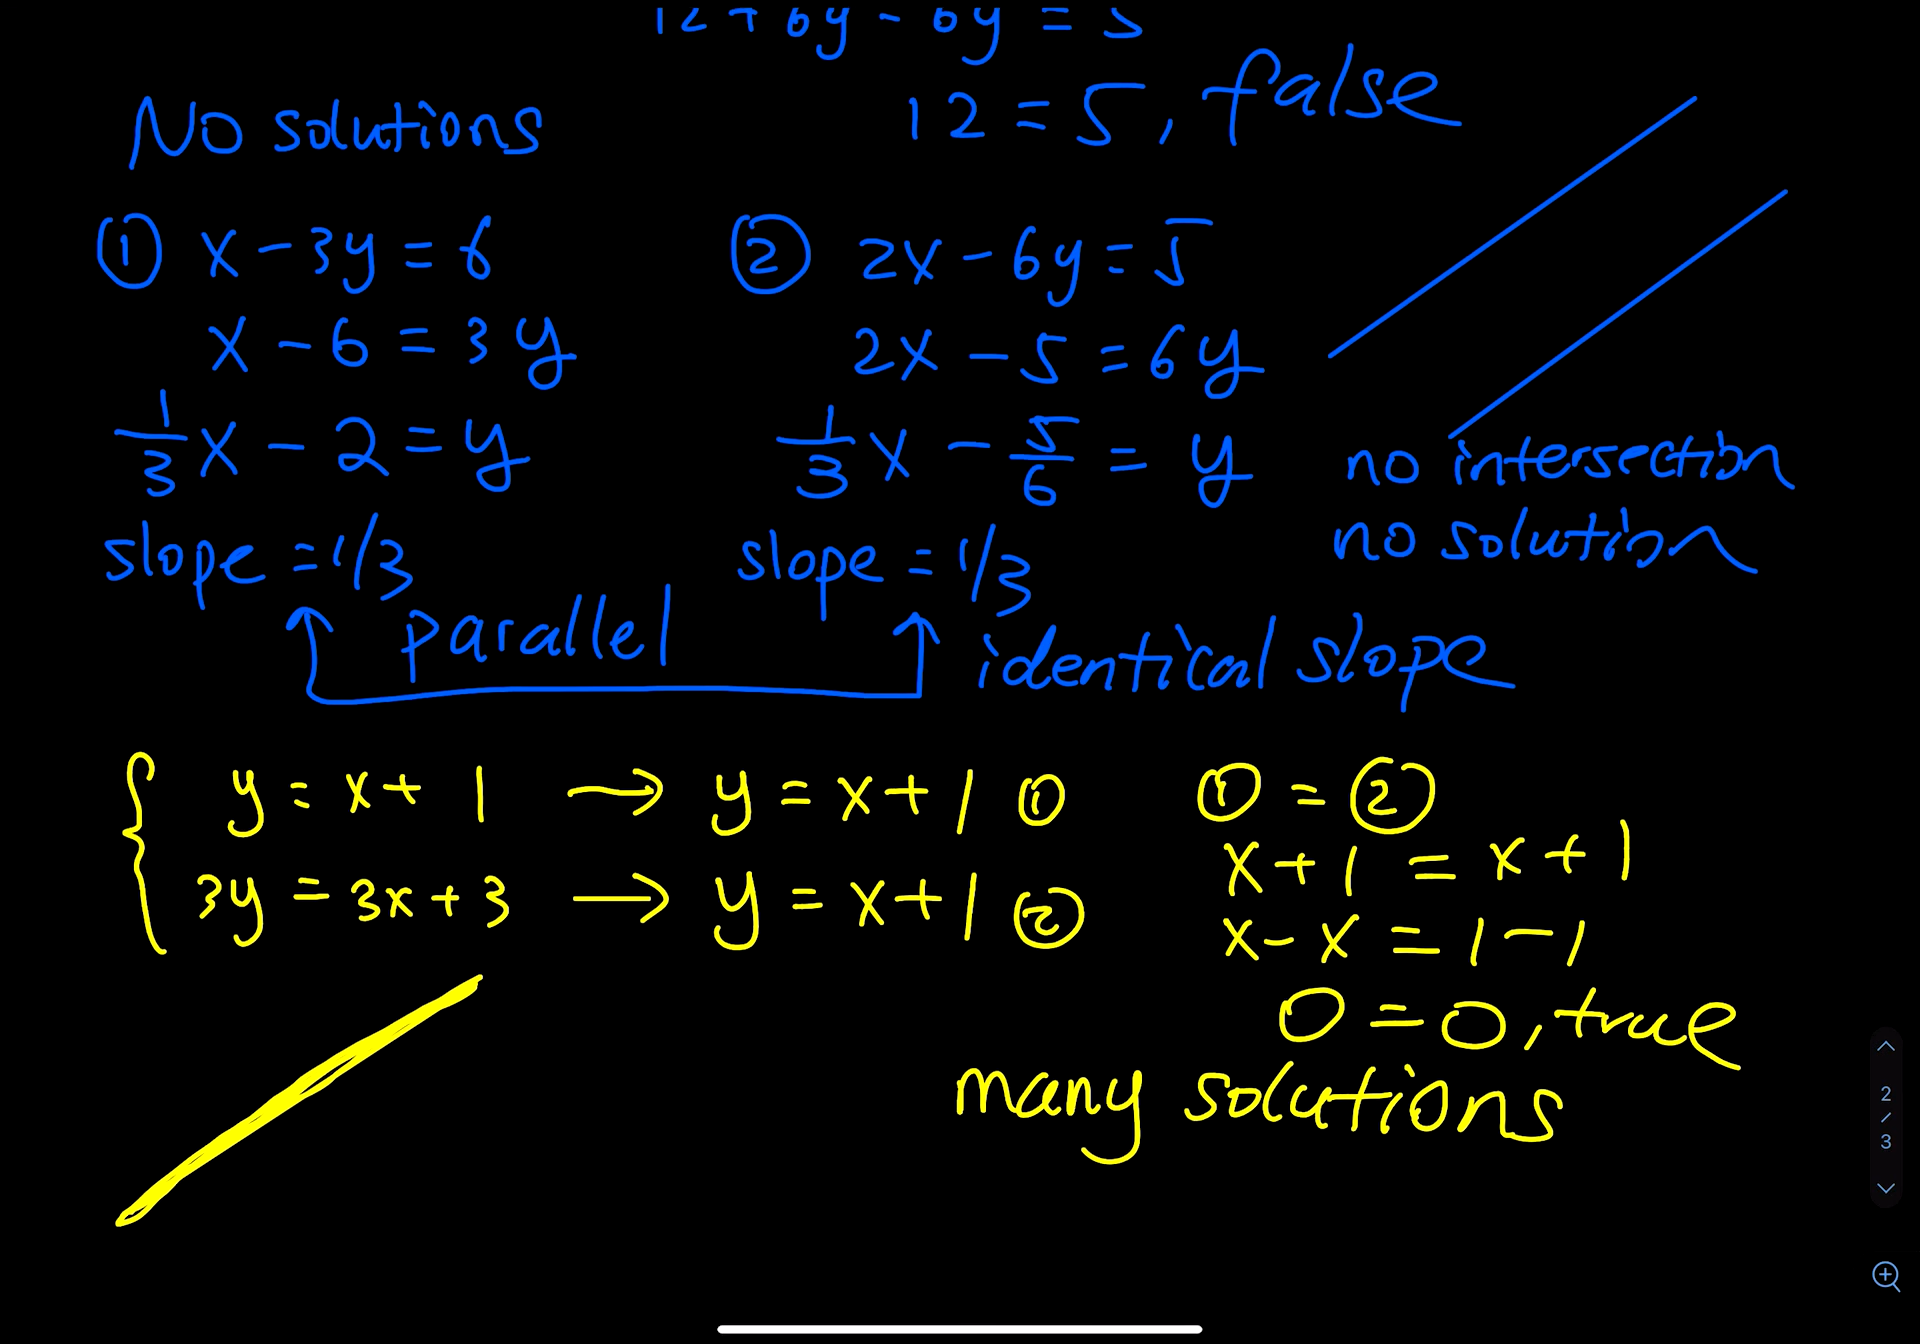 12 + 6y - 6y = 5
12 = 5, false
No solutions
① x - 3y = 6
x - 6 = 3y
1/3 x - 2 = y
slope = 1/3
② 2x - 6y = 5
2x - 5 = 6y
1/3 x - 5/6 = y
slope = 1/3
no intersection
no solution
parallel
identical slope
{ y = x + 1 → y = x + 1 ①
3y = 3x + 3 → y = x + 1 ②
① = ②
x + 1 = x + 1
x - x = 1 - 1
0 = 0, true
many solutions
2
/
3